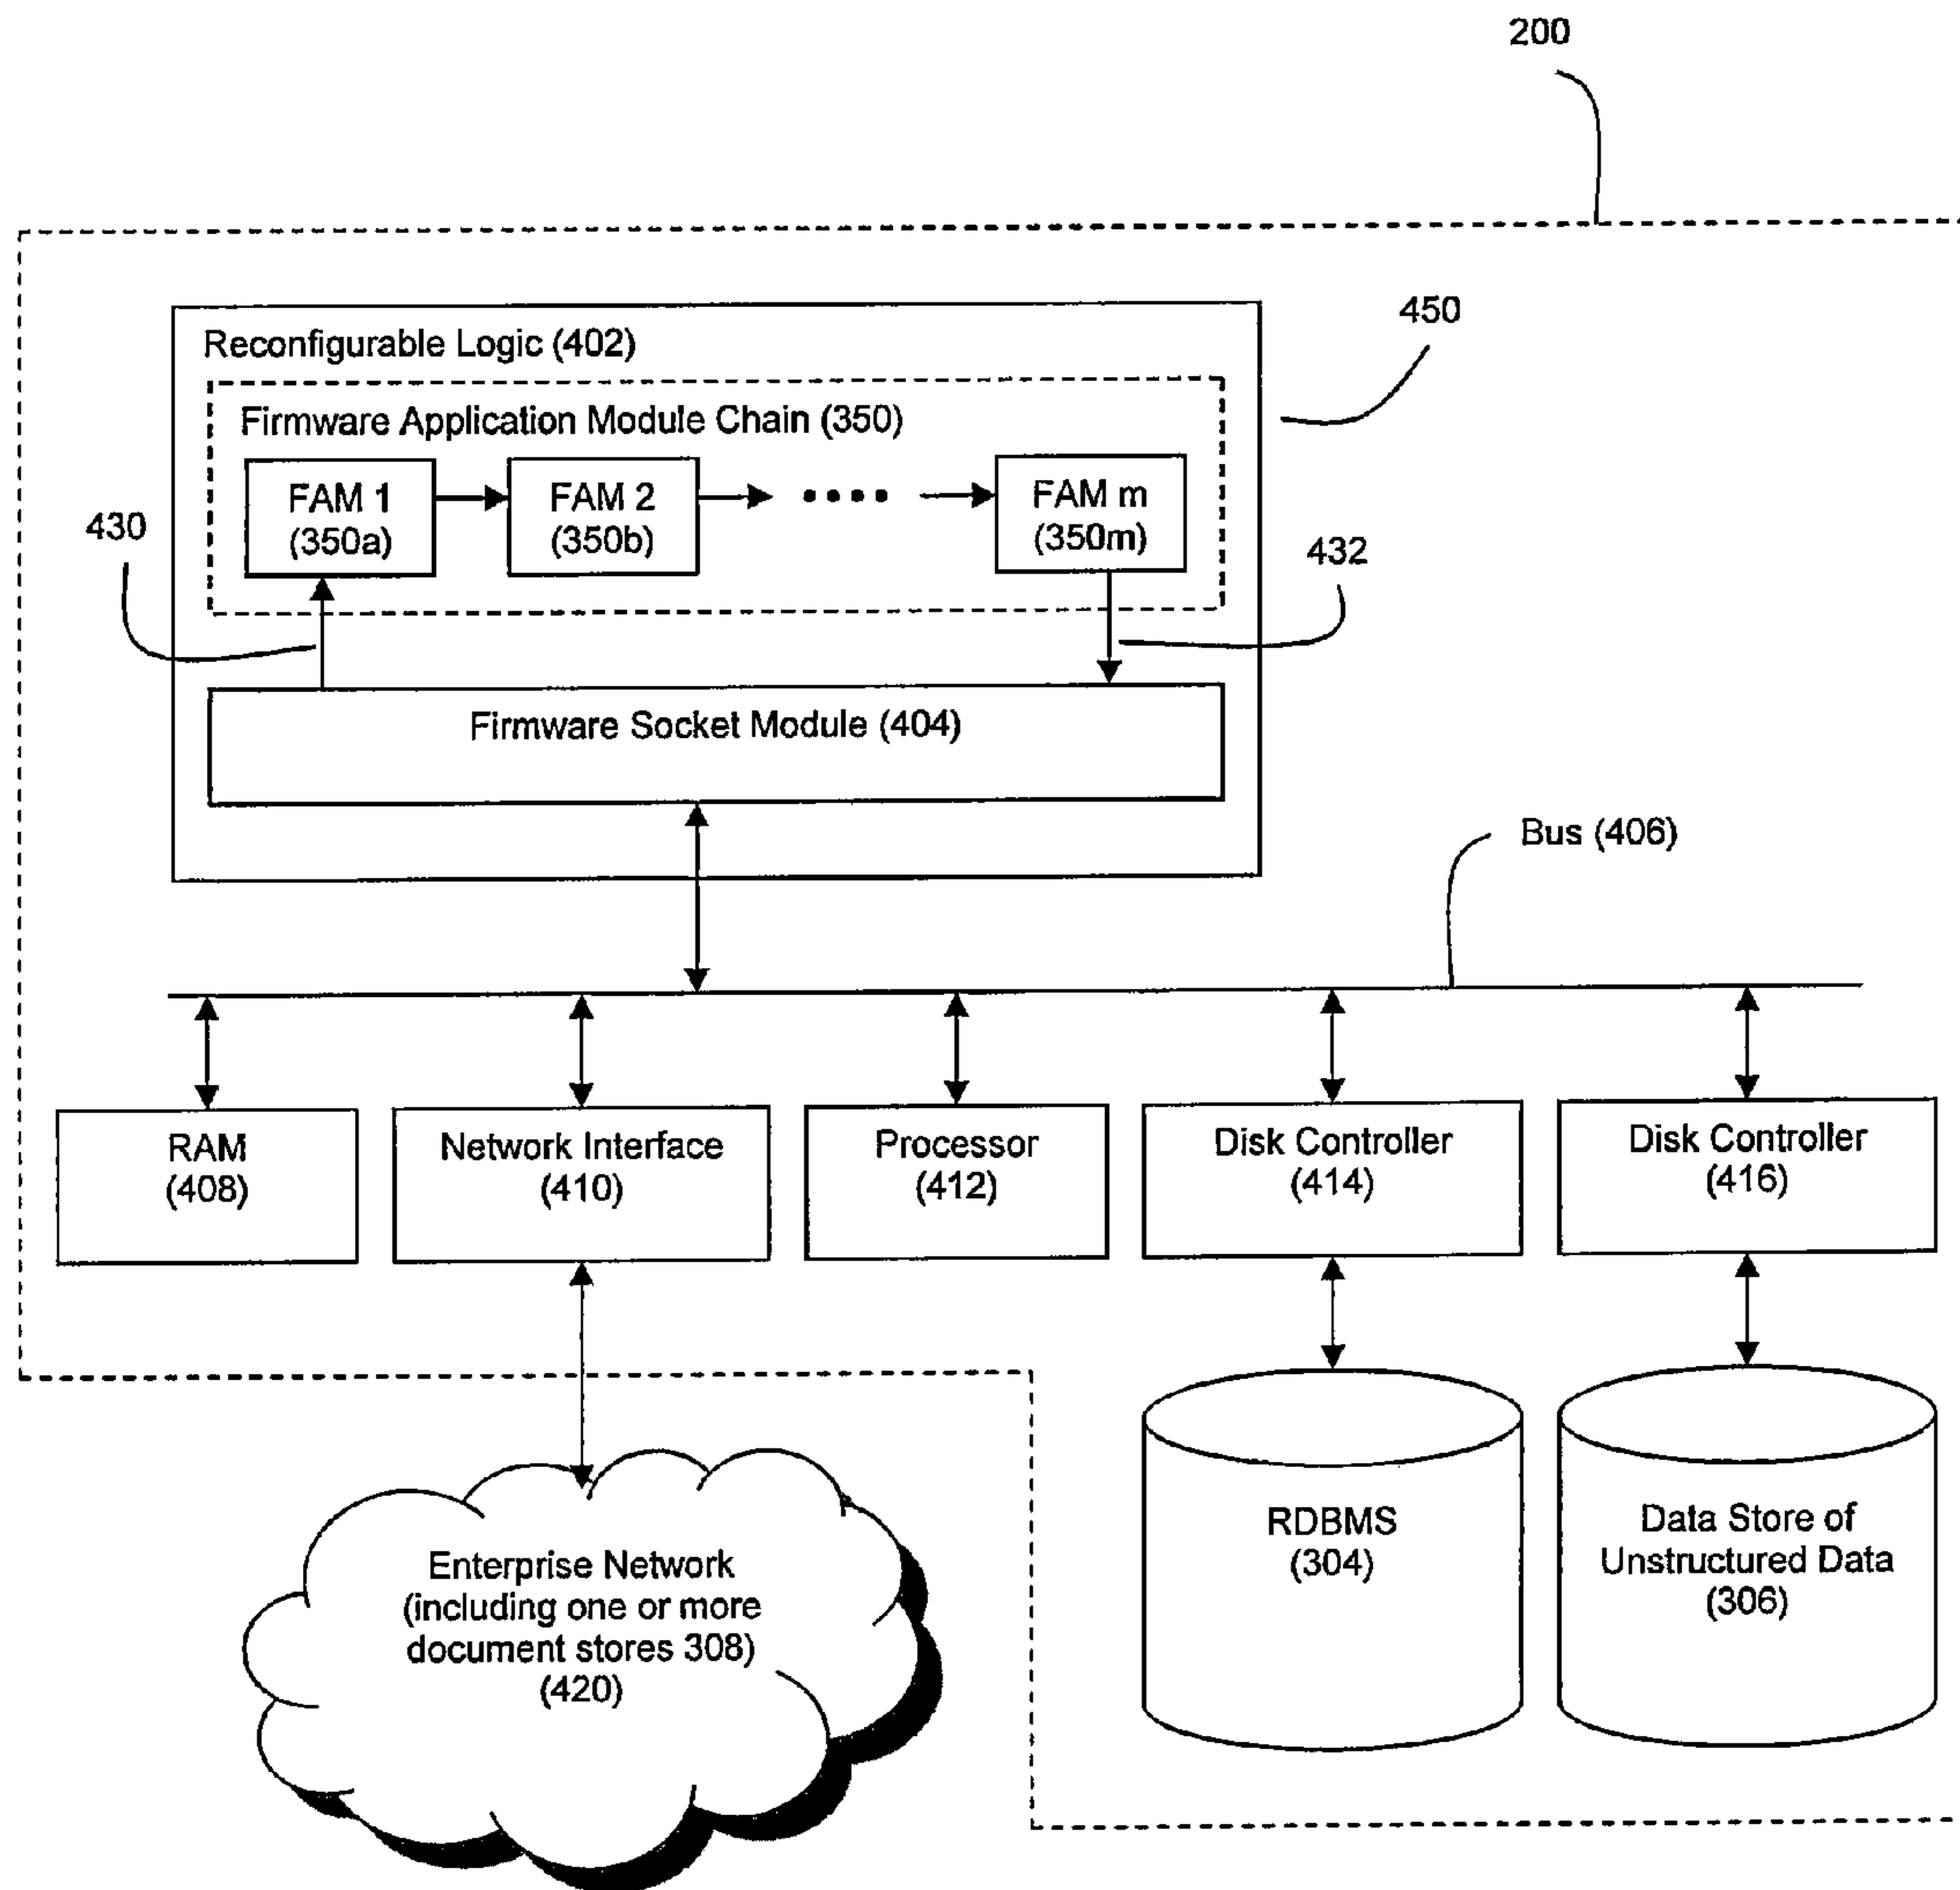 200
450
Reconfigurable Logic (402)
Firmware Application Module Chain (350)
FAM 1
(350a)
FAM 2
(350b)
FAM m
(350m)
430
432
Firmware Socket Module (404)
Bus (406)
RAM
(408)
Network Interface
(410)
Processor
(412)
Disk Controller
(414)
Disk Controller
(416)
Enterprise Network
(including one or more
document stores 308)
(420)
RDBMS
(304)
Data Store of
Unstructured Data
(306)